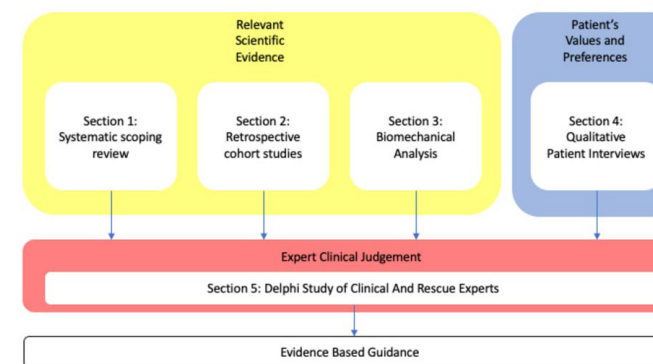 Relevant
Scientific
Evidence
Patient's
Values and
Preferences
Section 1:
Systematic scoping
review
Section 2:
Retrospective
cohort studies
Section 3:
Biomechanical
Analysis
Section 4:
Qualitative
Patient Interviews
Expert Clinical Judgement
Section 5: Delphi Study of Clinical And Rescue Experts
Evidence Based Guidance